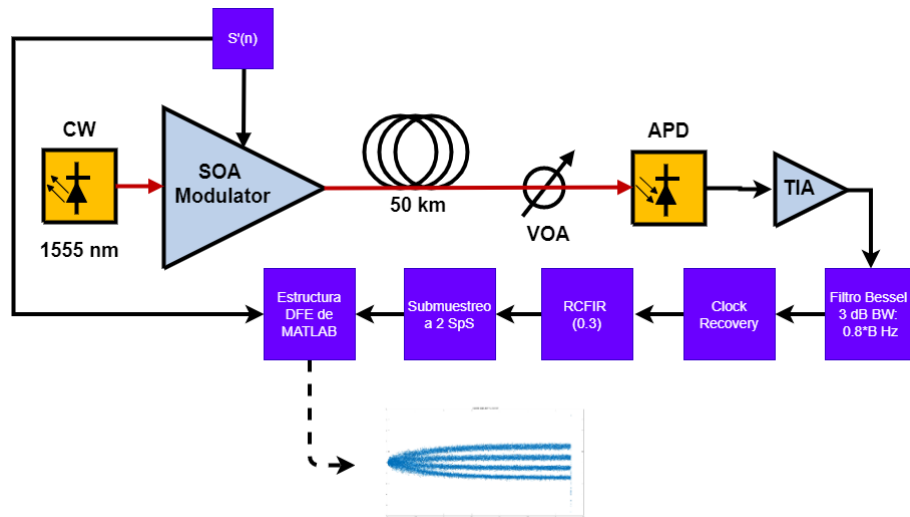 S'(n)
CW
SOA
Modulator
1555 nm
50 km
VOA
APD
TIA
Estructura
DFE de
MATLAB
Submuestreo
a 2 SpS
RCFIR
(0.3)
Clock
Recovery
Filtro Bessel
3 dB BW:
0.8*B Hz